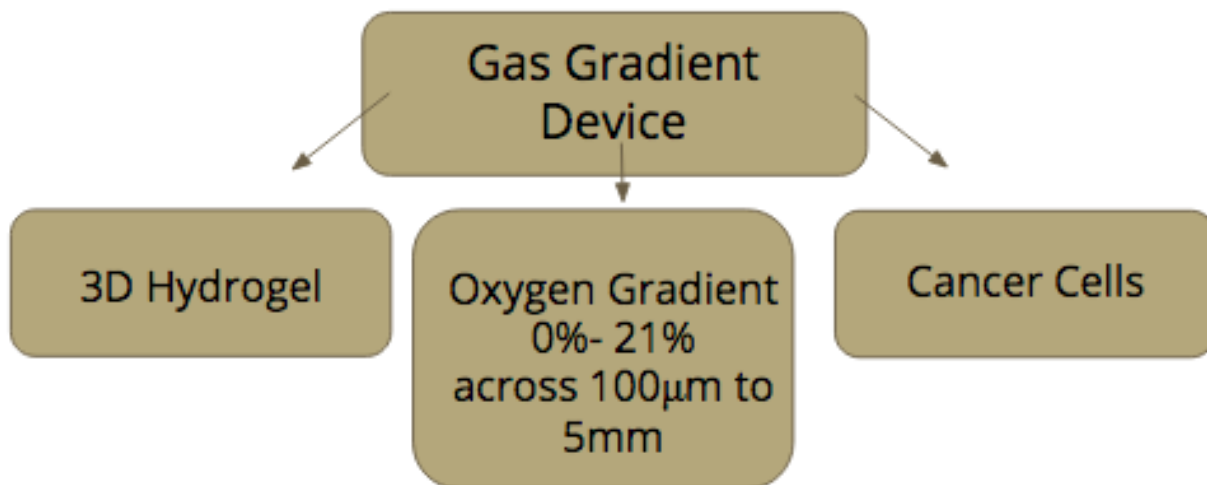 Gas Gradient
Device
3D Hydrogel
Oxygen Gradient
0%- 21%
across 100μm to
5mm
Cancer Cells